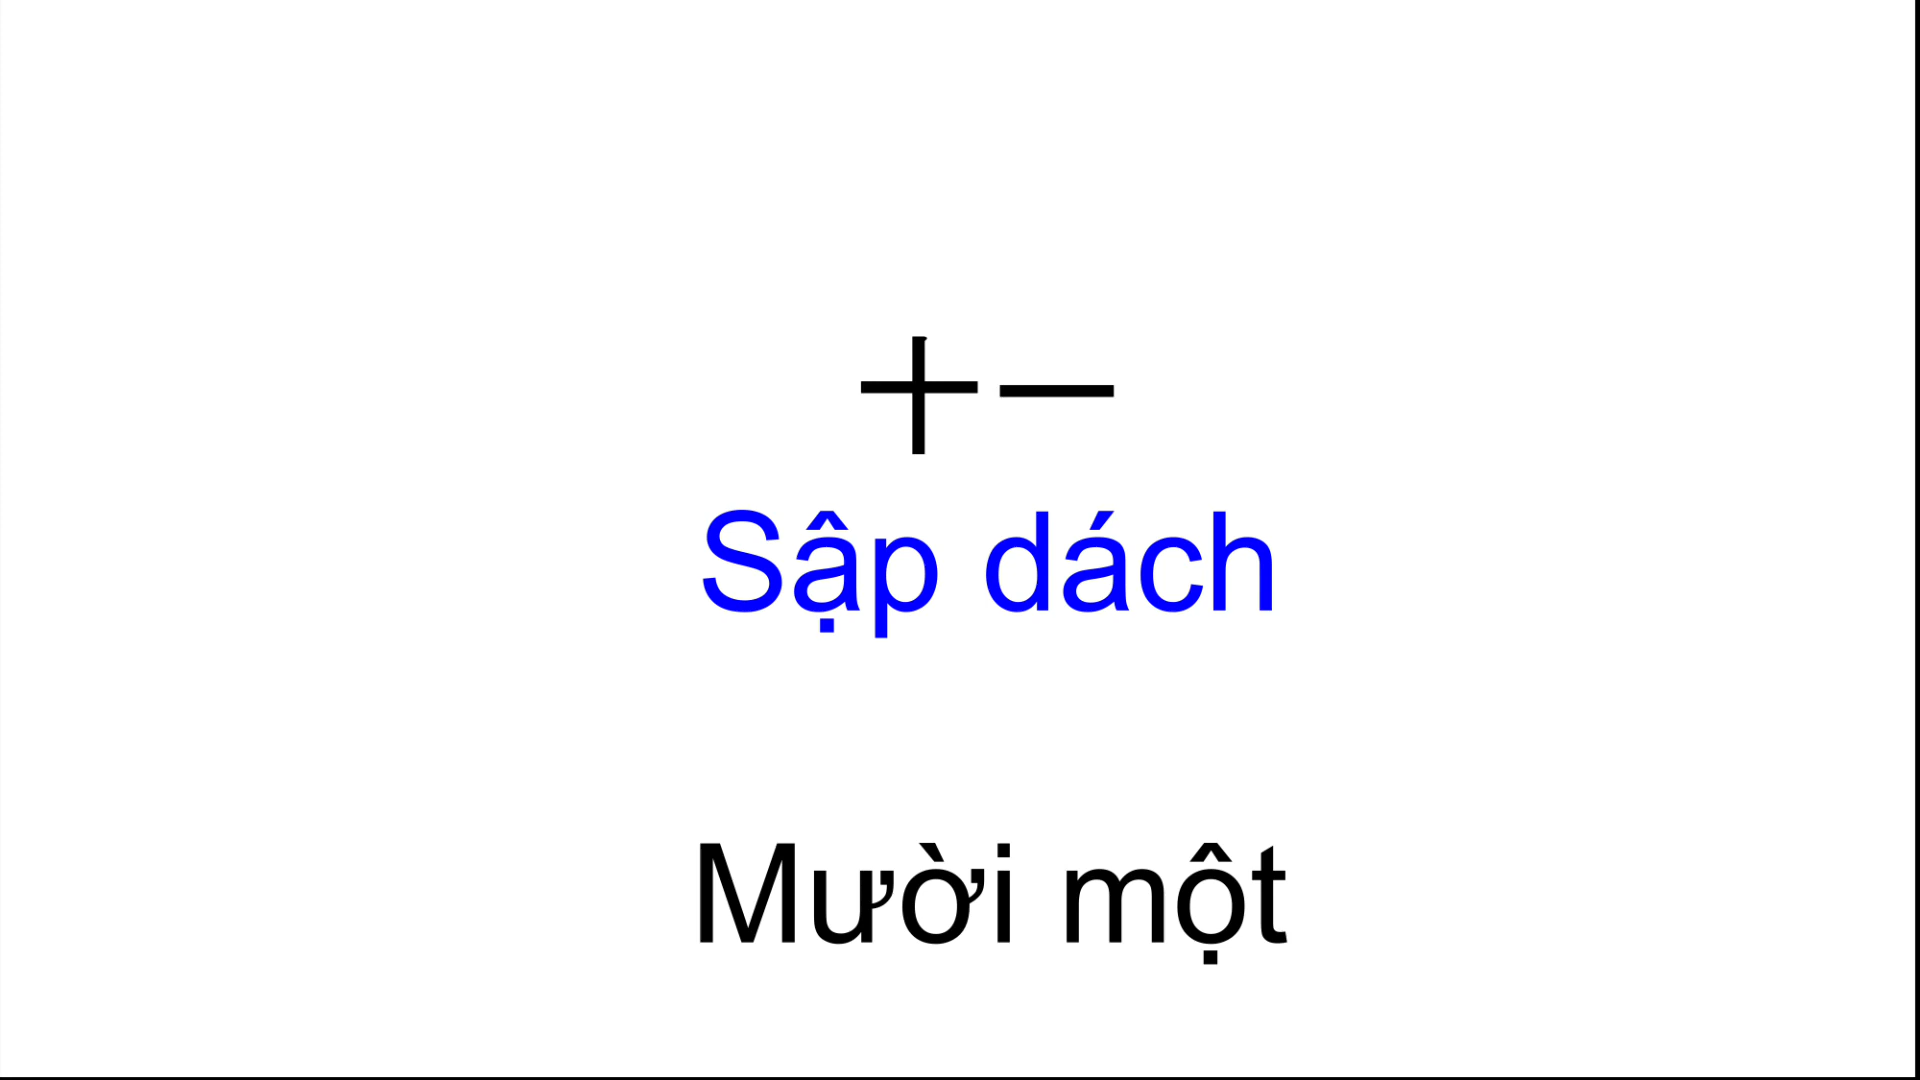 十一
Sập dách
Mười một